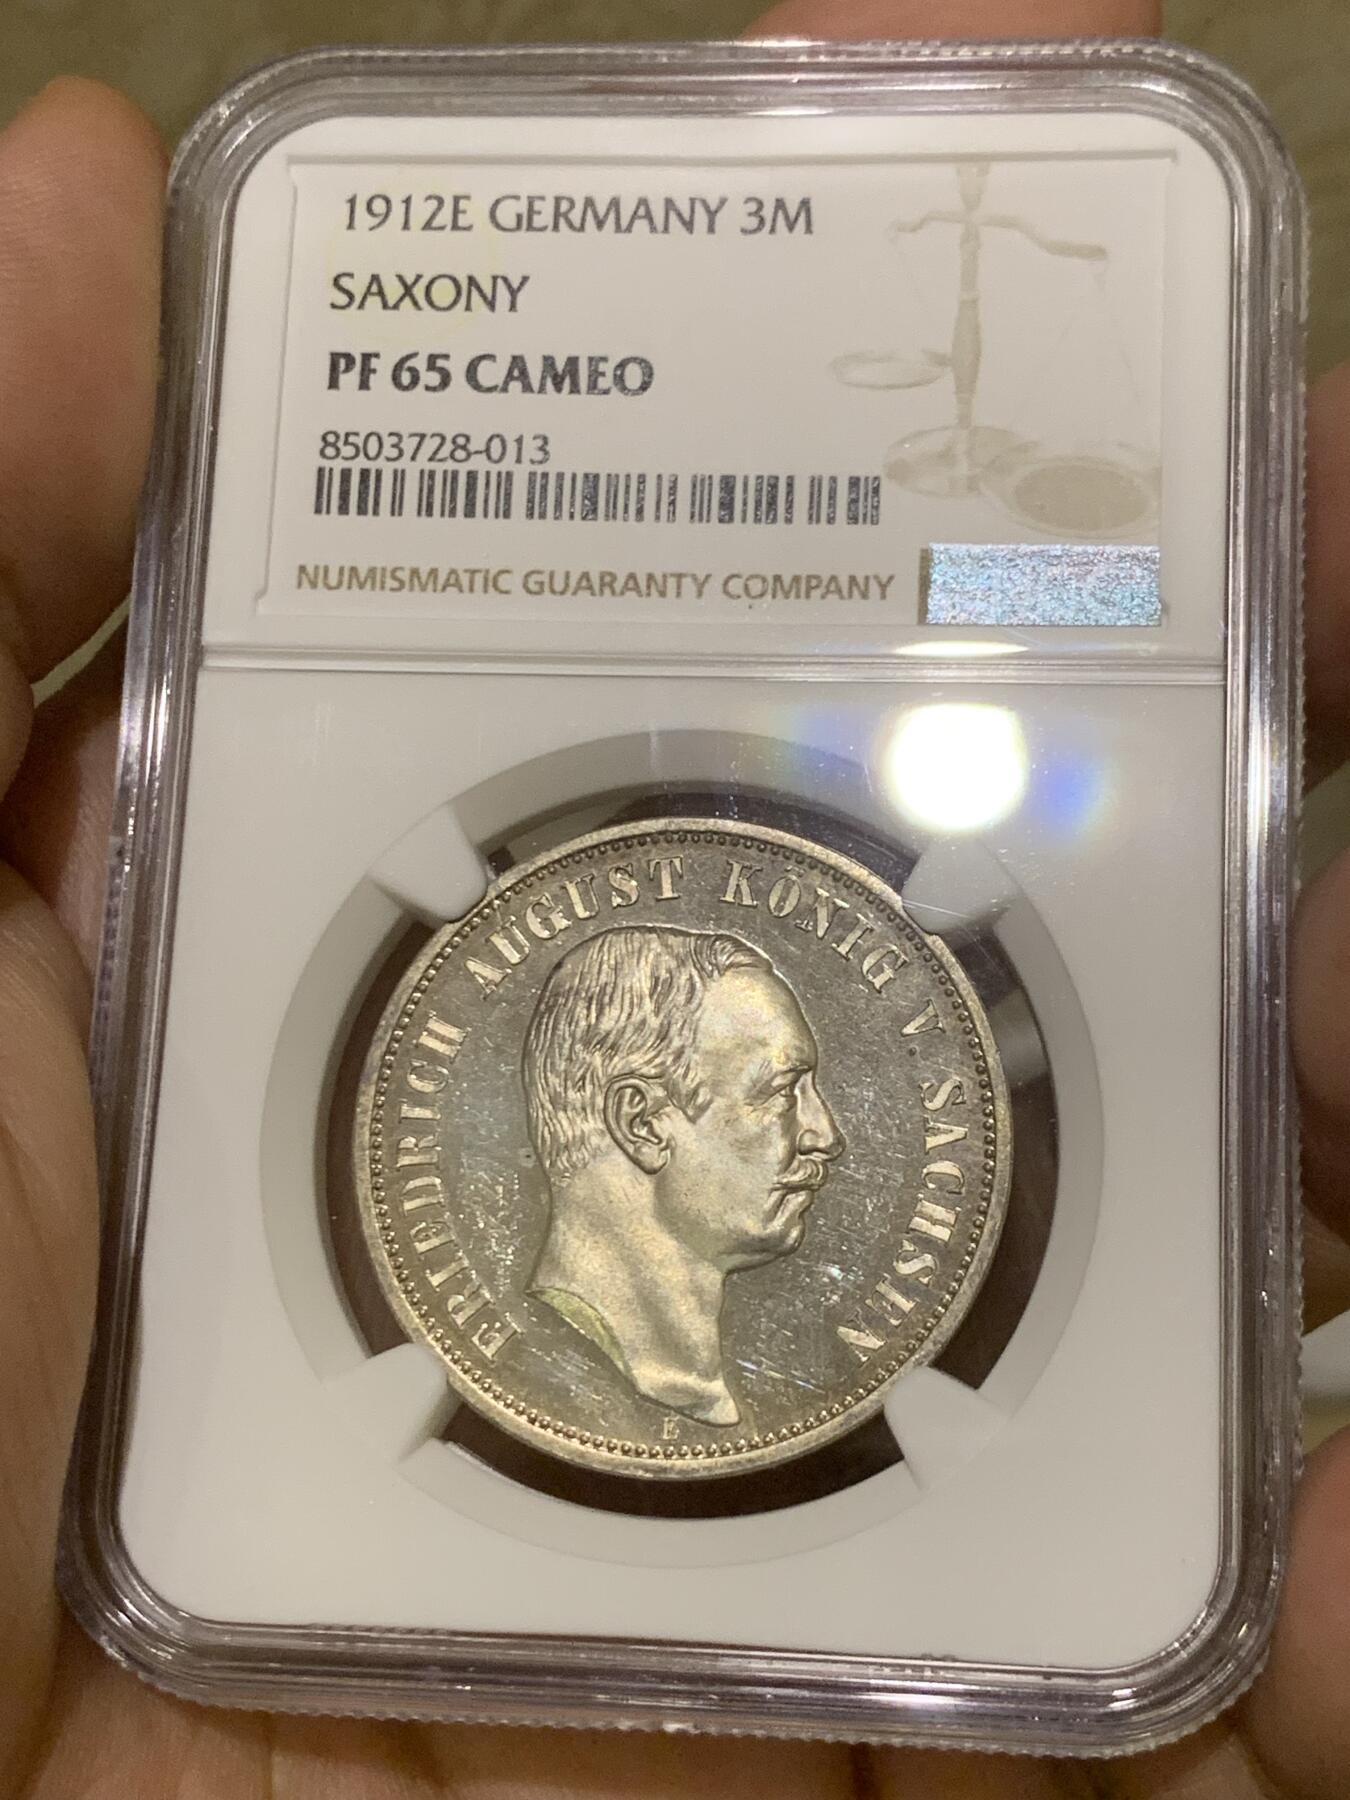 1912E GERMANY 3M
SAXONY
PF 65 CAMEO
8503728-013
NUMISMATIC GUARANTY COMPANY
FRIEDRICH AUGUST KÖNIG V. SACHSEN
E